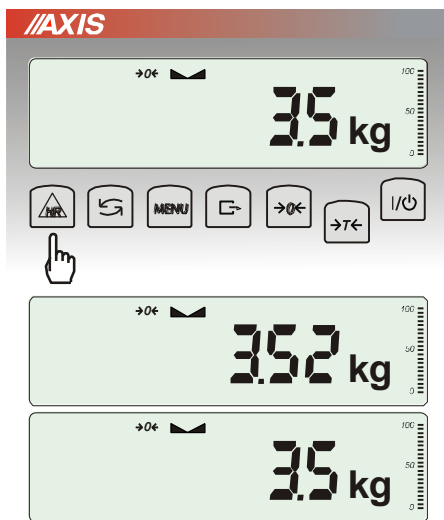 AXIS
→0← 100
50
3.5 kg
0
HR MENU →0← →T← I/⏻
→0← 100
50
3.52 kg
0
→0← 100
50
3.5 kg
0